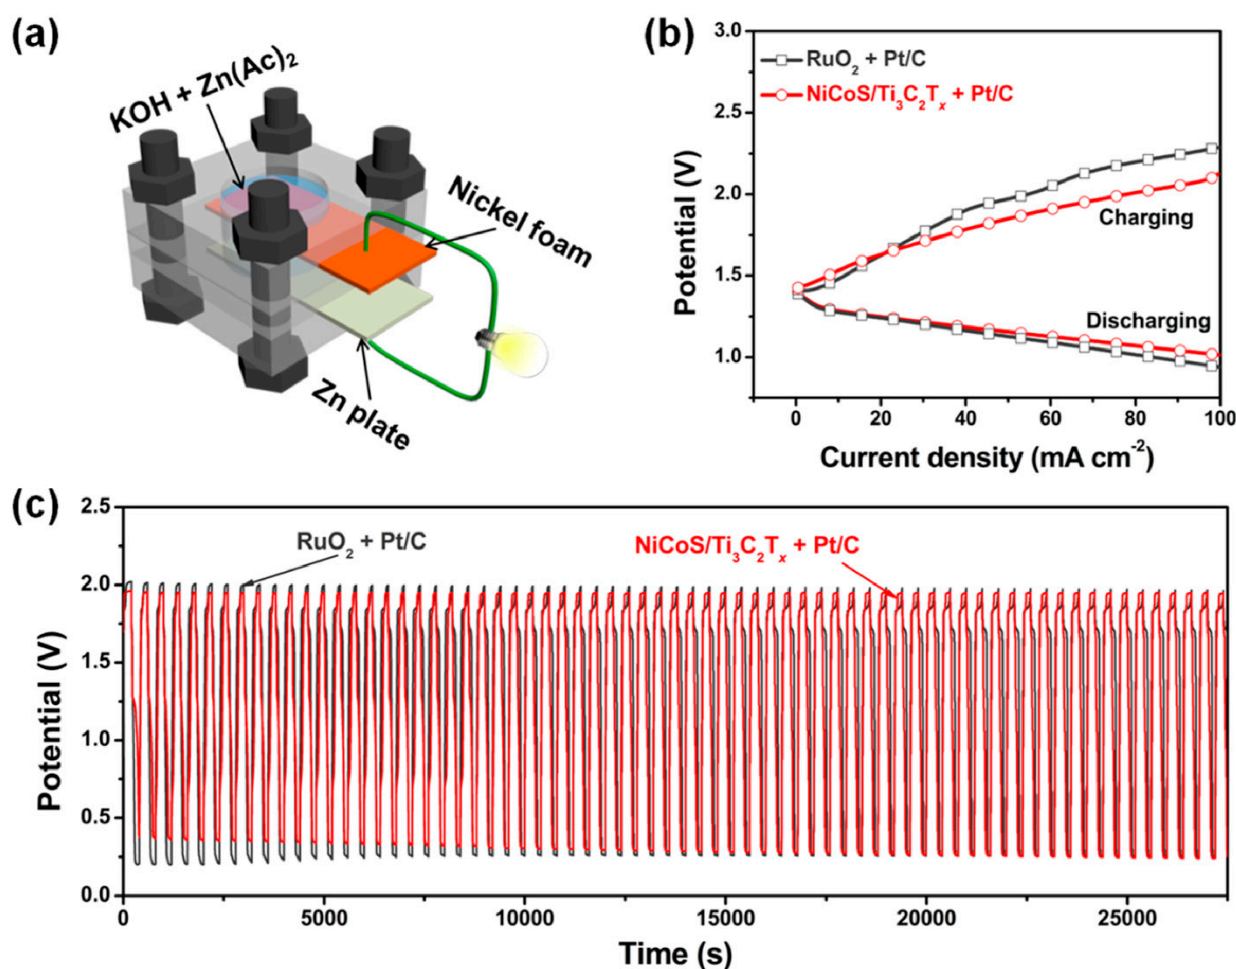 (a)
KOH + Zn(Ac)₂
Nickel foam
Zn plate
(b)
3.0
2.5
2.0
1.5
1.0
Potential (V)
RuO₂ + Pt/C
NiCoS/Ti₃C₂Tₓ + Pt/C
Charging
Discharging
0
20
40
60
80
100
Current density (mA cm⁻²)
(c)
2.5
2.0
1.5
1.0
0.5
0.0
Potential (V)
RuO₂ + Pt/C
NiCoS/Ti₃C₂Tₓ + Pt/C
0
5000
10000
15000
20000
25000
Time (s)